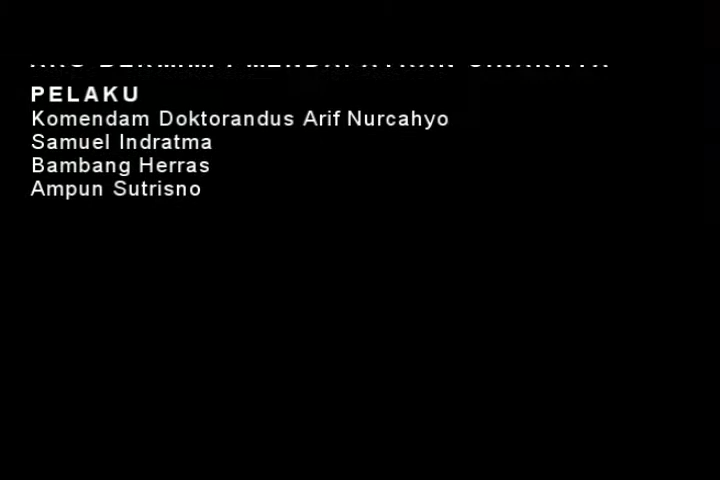 PELAKU
Komendam Doktorandus Arif Nurcahyo
Samuel Indratma
Bambang Herras
Ampun Sutrisno